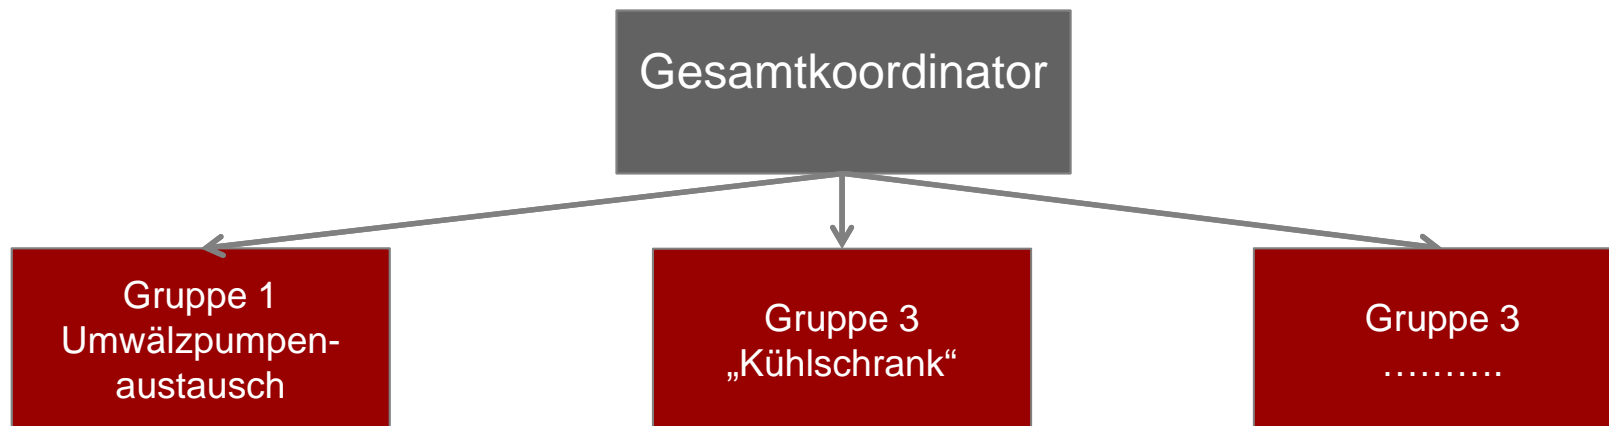 Gesamtkoordinator
Gruppe 1
Umwälzpumpen-
austausch
Gruppe 3
„Kühlschrank“
Gruppe 3
……….